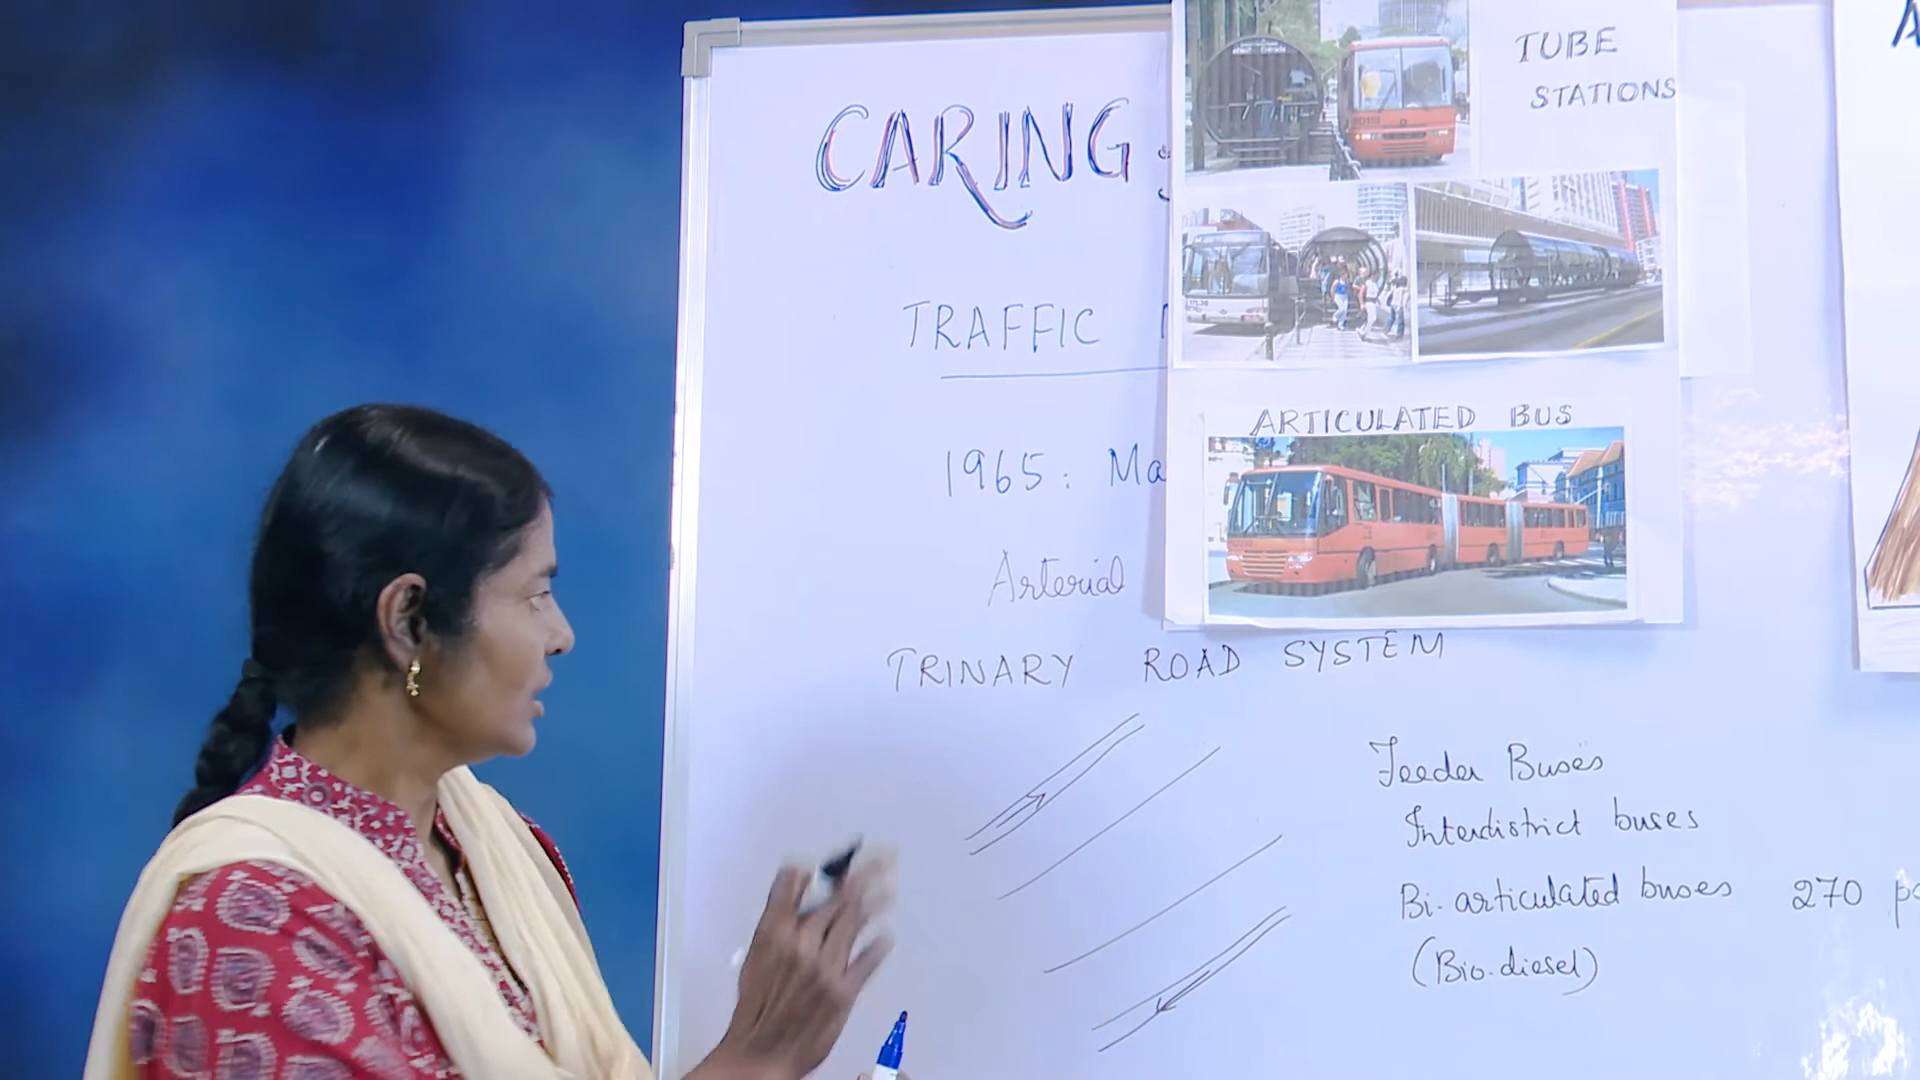 CARING
TRAFFIC
1965: Ma
Arterial
TRINARY ROAD SYSTEM
TUBE
STATIONS
ARTICULATED BUS
Feeder Buses
Interdistrict buses
Bi-articulated buses 270
(Bio-diesel)